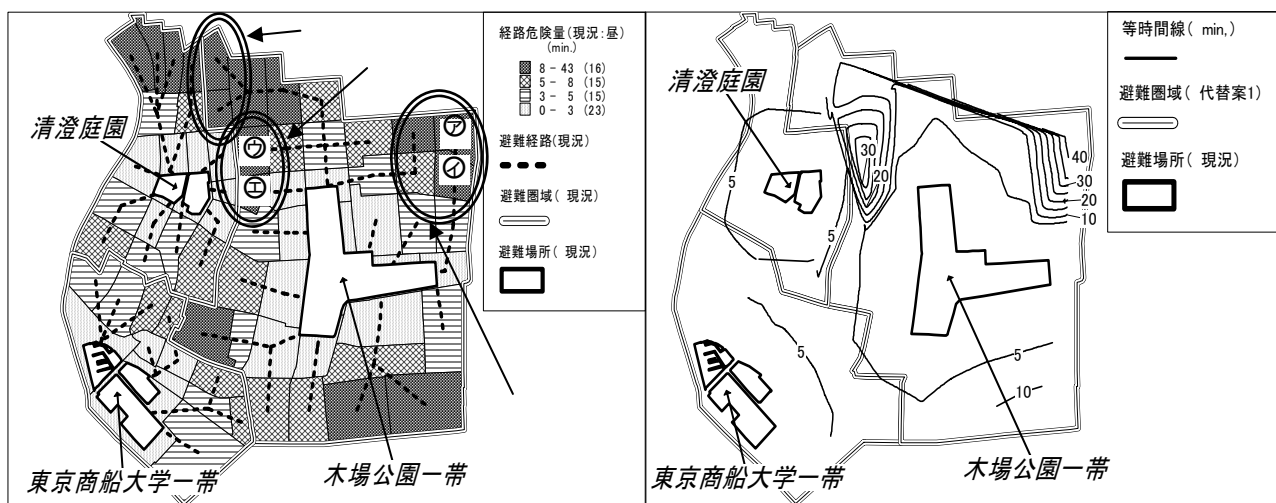 経路危険量(現況:昼)
(min.)
8 - 43 (16)
5 - 8 (15)
3 - 5 (15)
0 - 3 (23)
避難経路(現況)
避難圏域( 現況)
避難場所( 現況)
清澄庭園
ア
イ
ウ
エ
東京商船大学一帯
木場公園一帯
等時間線( min,)
避難圏域( 代替案1)
避難場所( 現況)
清澄庭園
5
5
30
20
40
30
20
10
5
5
10
東京商船大学一帯
木場公園一帯